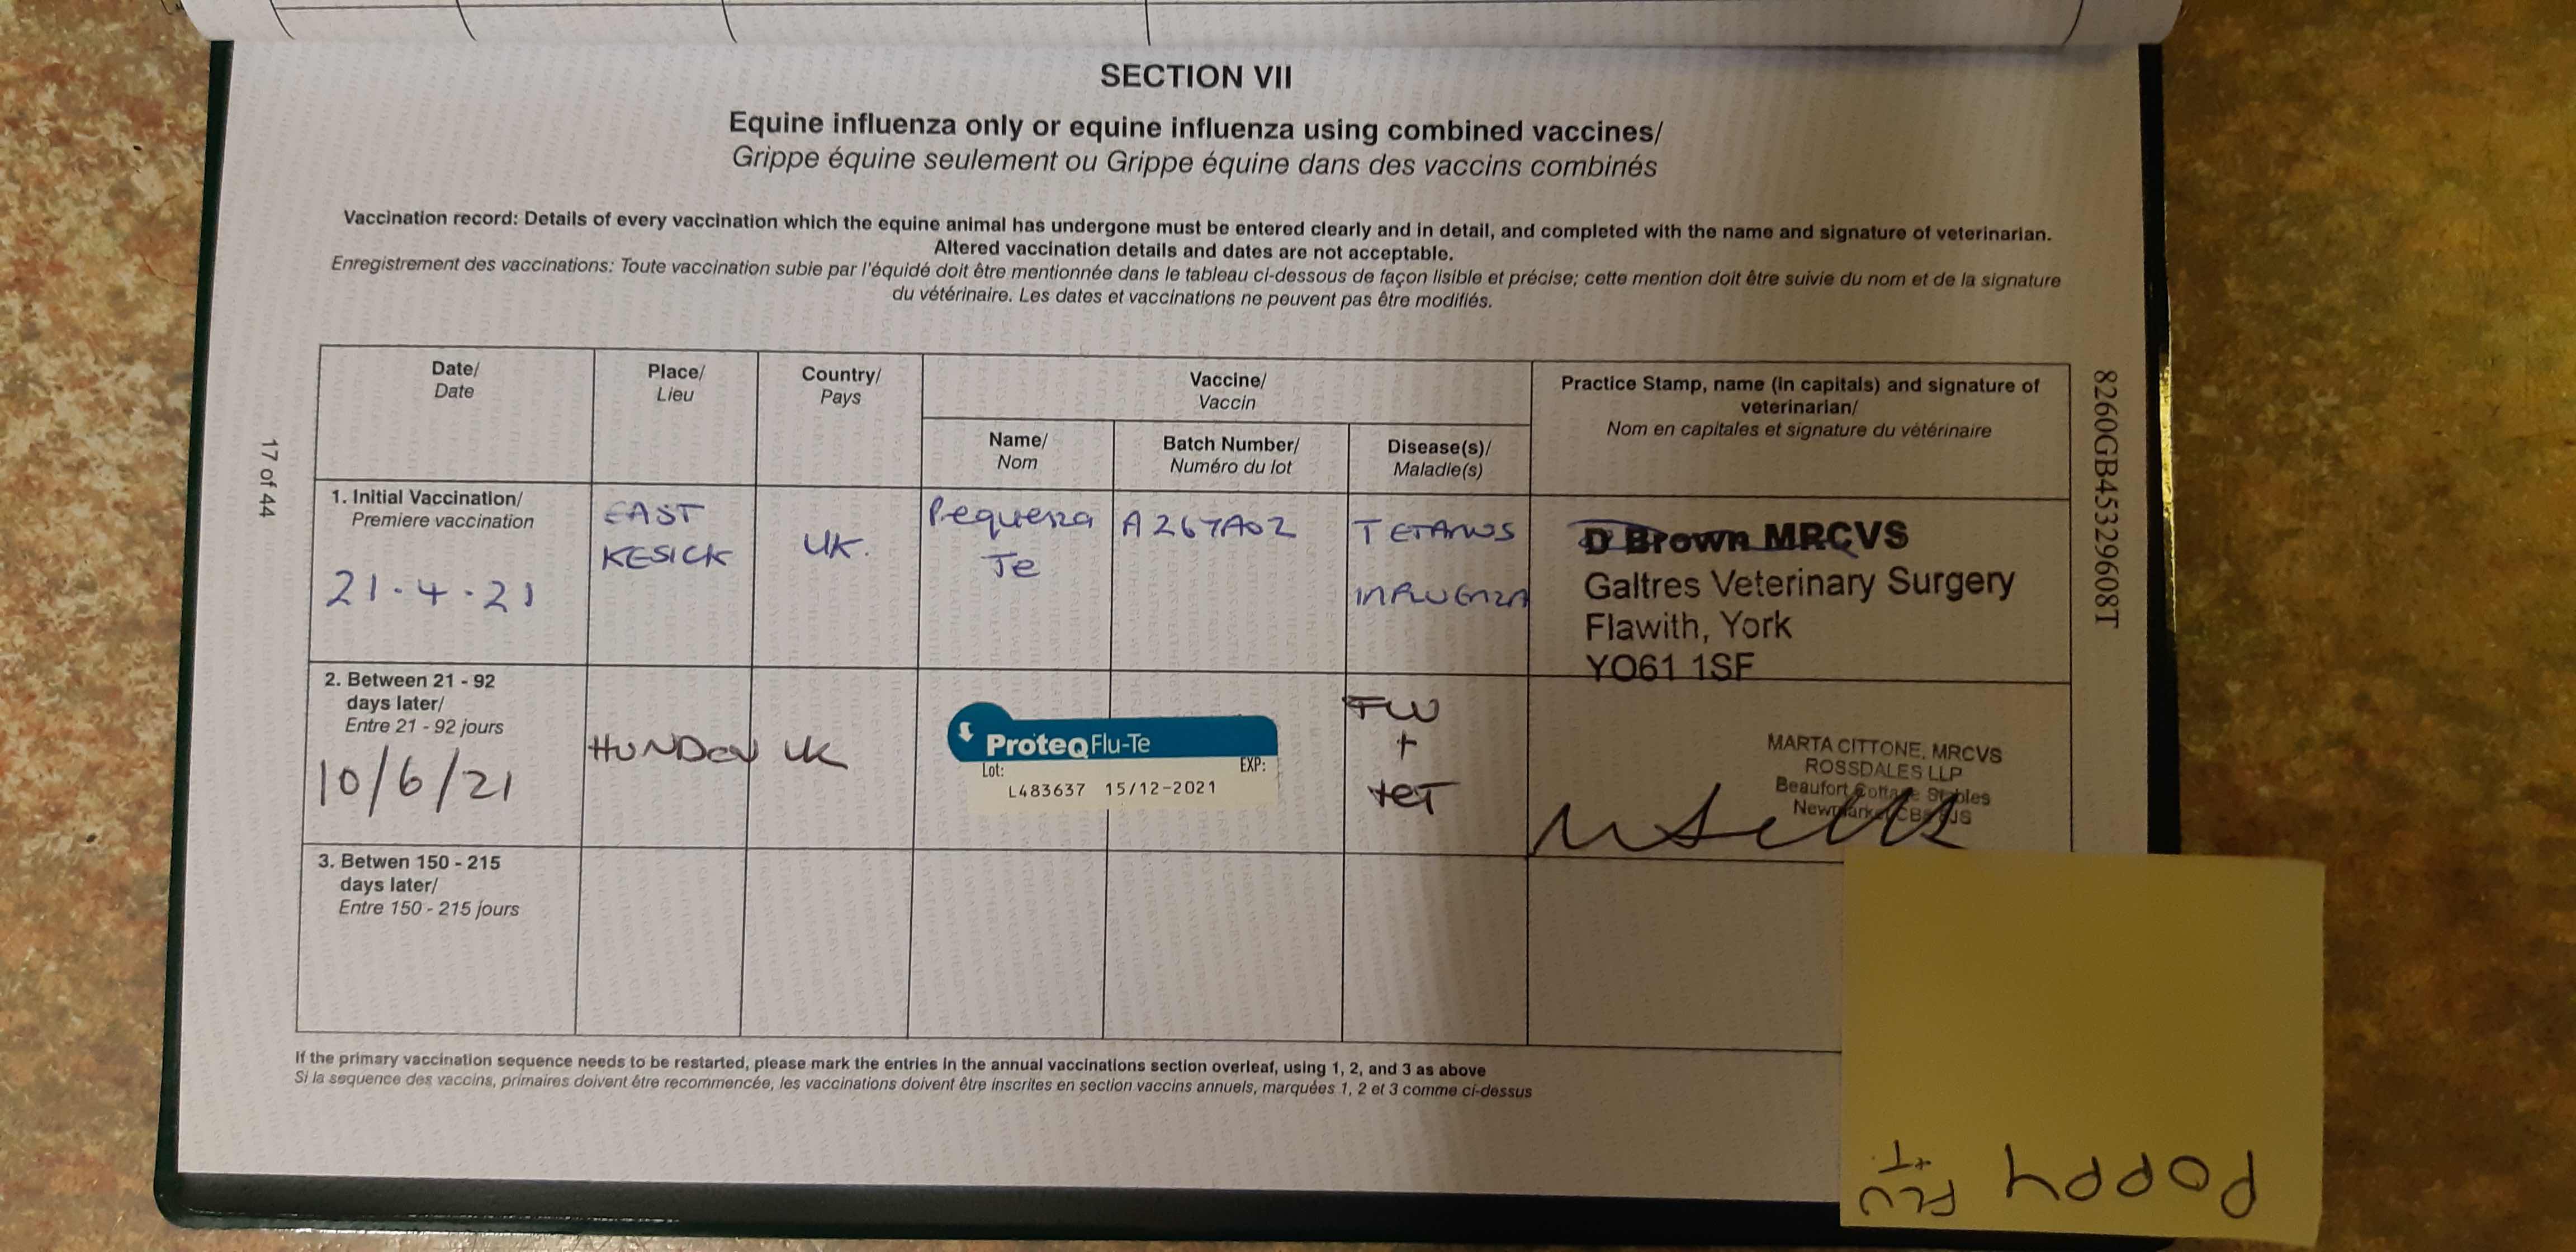 SECTION VII
Equine influenza only or equine influenza using combined vaccines/
Grippe équine seulement ou Grippe équine dans des vaccins combinés
Vaccination record: Details of every vaccination which the equine animal has undergone must be entered clearly and in detail, and completed with the name and signature of veterinarian.
Altered vaccination details and dates are not acceptable.
Enregistrement des vaccinations: Toute vaccination subie par l'équidé doit être mentionnée dans le tableau ci-dessous de façon lisible et précise; cette mention doit être suivie du nom et de la signature
du vétérinaire. Les dates et vaccinations ne peuvent pas être modifiés.
Date/
Date
Place/
Lieu
Country/
Pays
Vaccine/
Vaccin
Name/
Nom
Batch Number/
Numéro du lot
Disease(s)/
Maladie(s)
Practice Stamp, name (in capitals) and signature of
veterinarian/
Nom en capitales et signature du vétérinaire
1. Initial Vaccination/
Premiere vaccination
21.4.21
EAST
KESICK
UK.
Pequenza
Te
A267A02
TETANUS
INFLUENZA
D Brown MRCVS
Galtres Veterinary Surgery
Flawith, York
YO61 1SF
2. Between 21 - 92
days later/
Entre 21 - 92 jours
10/6/21
HUNDON
UK
ProteqFlu-Te
Lot:
EXP:
L483637 15/12-2021
FLU
+
tet
MARTA CITTONE, MRCVS
ROSSDALES LLP
Beaufort Cottage Stables
Newmarket
3. Betwen 150 - 215
days later/
Entre 150 - 215 jours
If the primary vaccination sequence needs to be restarted, please mark the entries in the annual vaccinations section overleaf, using 1, 2, and 3 as above
Si la sequence des vaccins, primaires doivent être recommencée, les vaccinations doivent être inscrites en section vaccins annuels, marquées 1, 2 et 3 comme ci-dessus
17 of 44
8260GB45329608T
POPPY
FLU
+T.